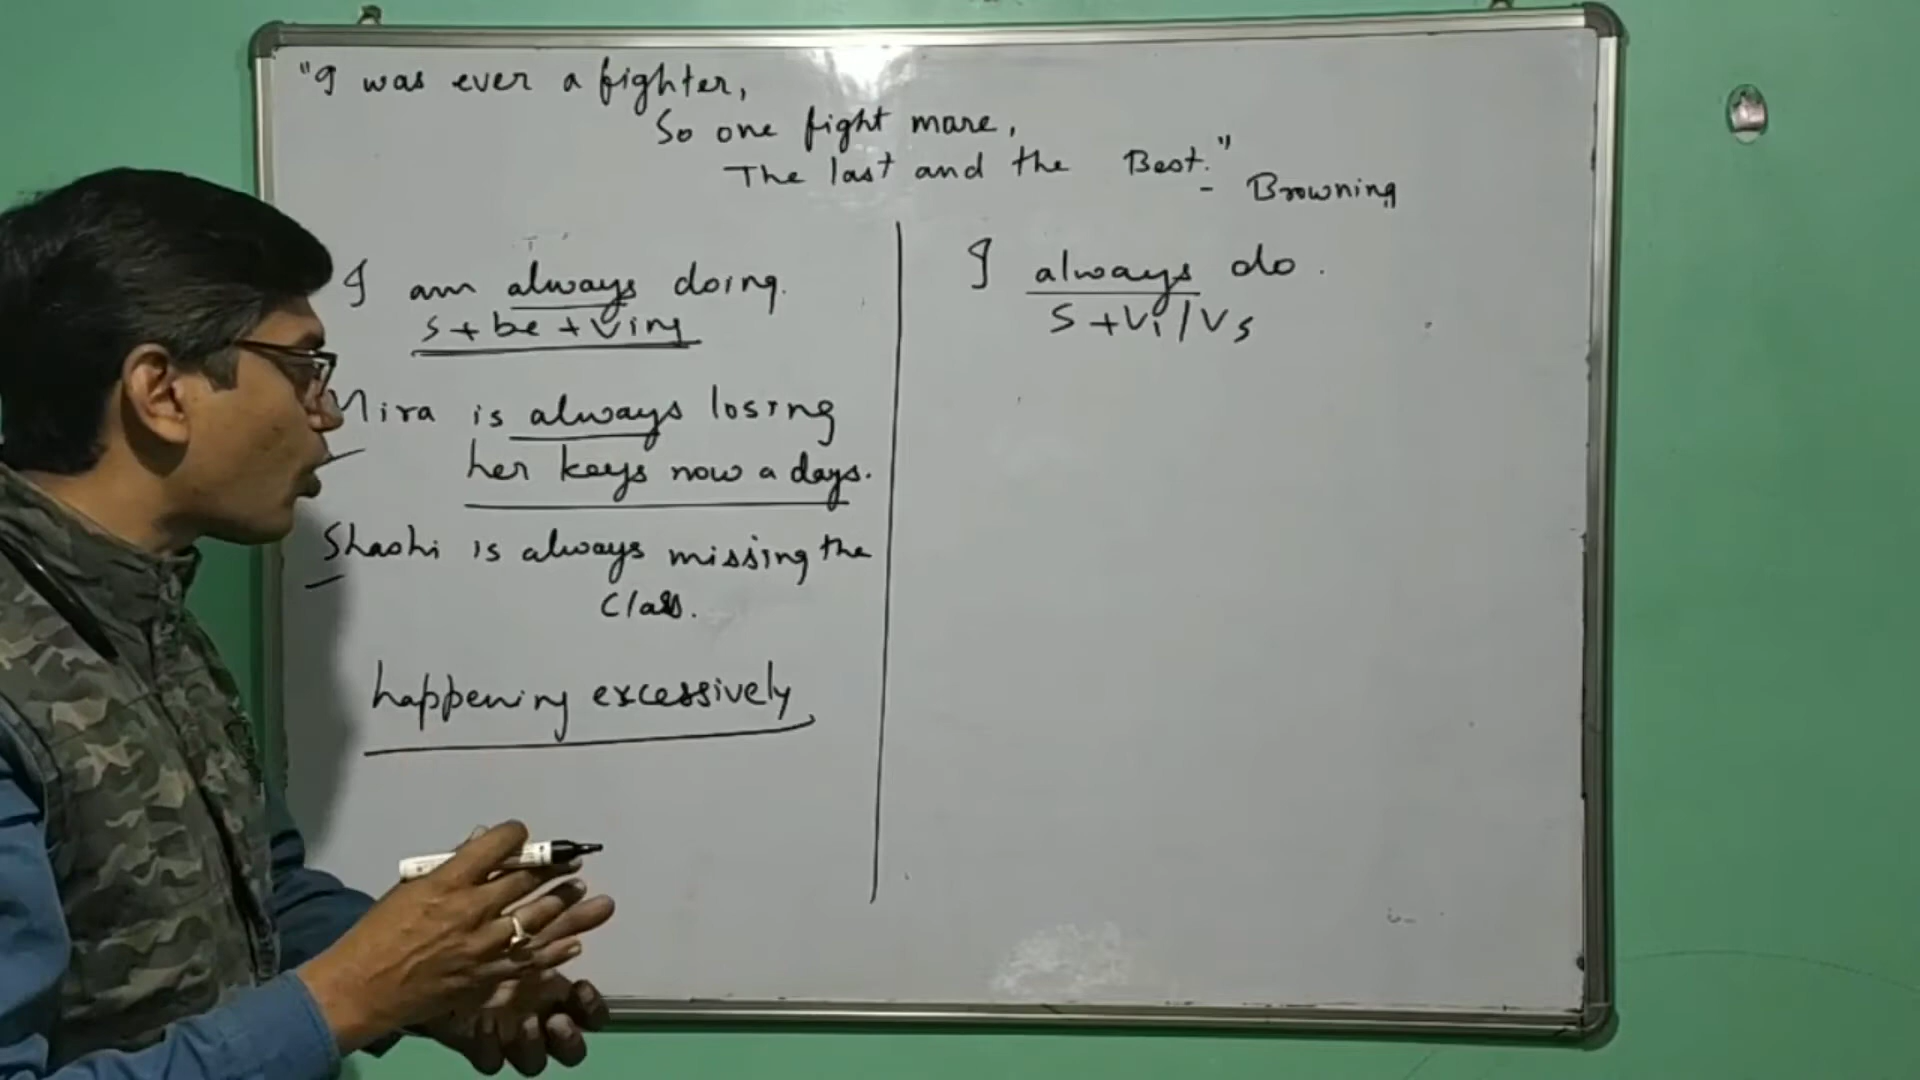 "I was ever a fighter,
So one fight more,
The last and the Best."
- Browning
I am always doing.
S + be + Ving
Mira is always losing
her keys now a days.
Shashi is always missing the
Class.
happening excessively
I always do.
S + V1 / Vs